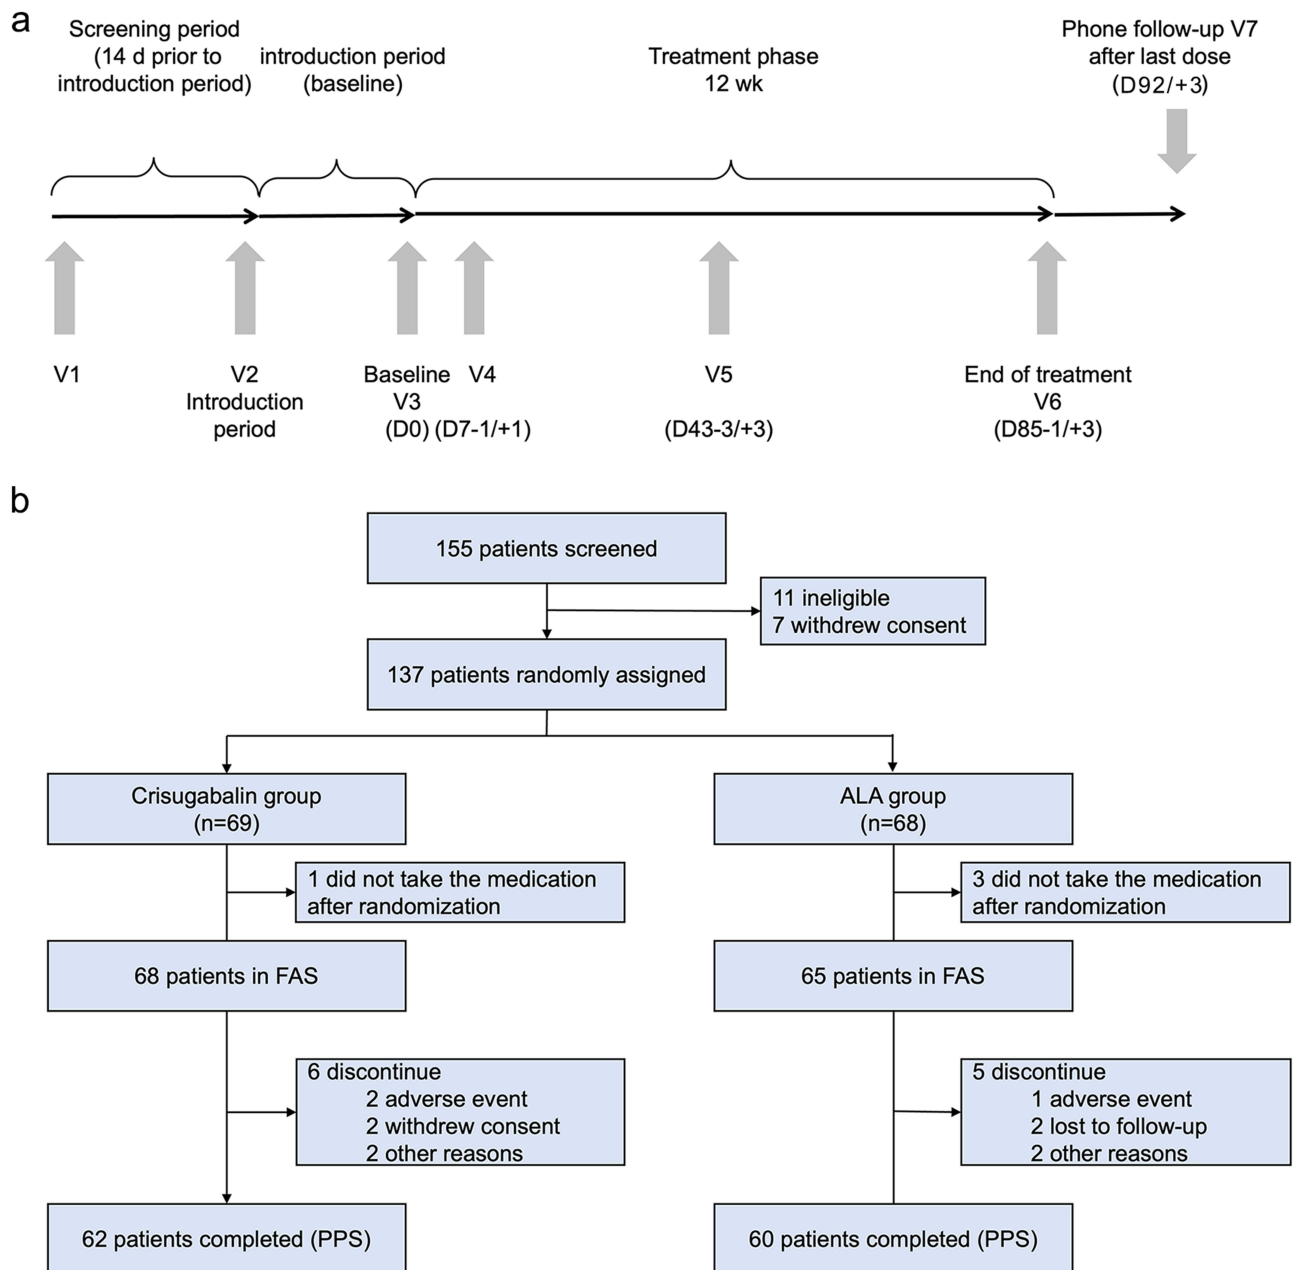 a
Screening period
(14 d prior to
introduction period)
introduction period
(baseline)
Treatment phase
12 wk
Phone follow-up V7
after last dose
(D92/+3)
V1
V2
Introduction
period
Baseline
V3
(D0)
V4
(D7-1/+1)
V5
(D43-3/+3)
End of treatment
V6
(D85-1/+3)
b
155 patients screened
11 ineligible
7 withdrew consent
137 patients randomly assigned
Crisugabalin group
(n=69)
ALA group
(n=68)
1 did not take the medication
after randomization
3 did not take the medication
after randomization
68 patients in FAS
65 patients in FAS
6 discontinue
2 adverse event
2 withdrew consent
2 other reasons
5 discontinue
1 adverse event
2 lost to follow-up
2 other reasons
62 patients completed (PPS)
60 patients completed (PPS)